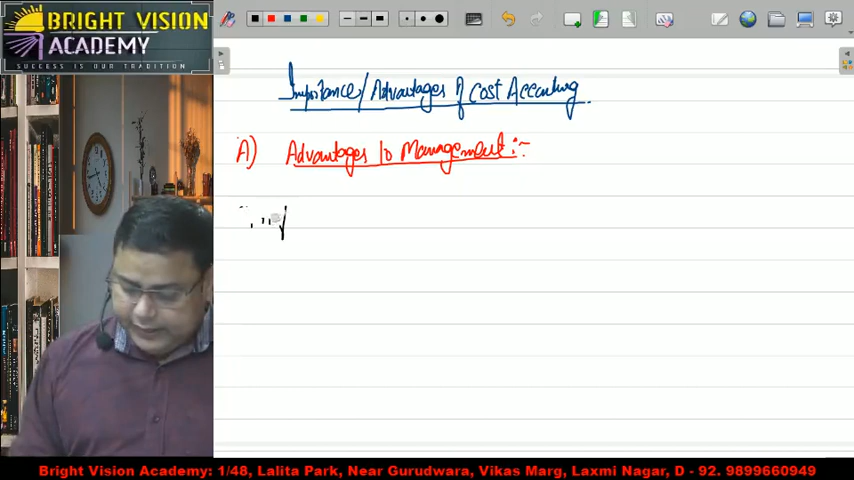 BRIGHT VISION
ACADEMY
SUCCESS IS OUR TRADITION
Importance/Advantages of Cost Accounting
A) Advantages to Management :-
Bright Vision Academy: 1/48, Lalita Park, Near Gurudwara, Vikas Marg, Laxmi Nagar, D - 92. 9899660949